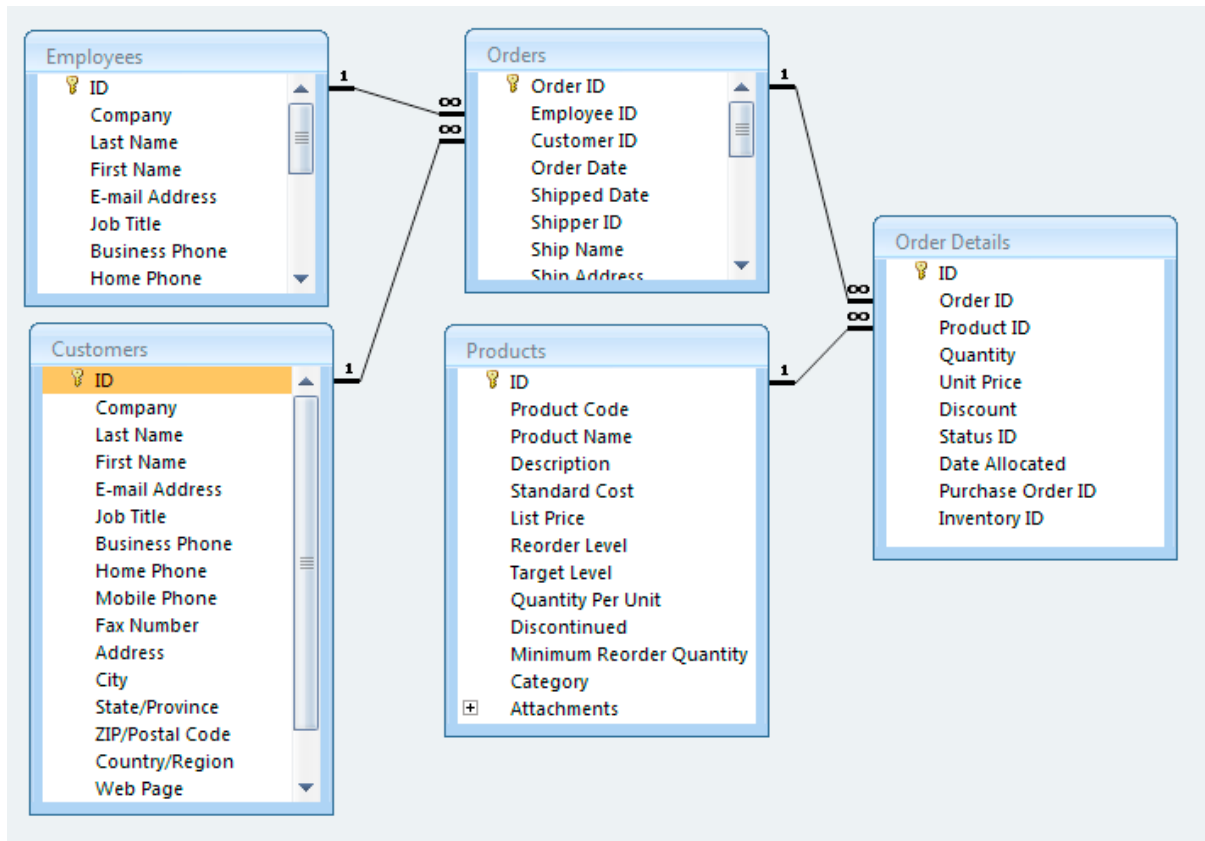 Employees
ID
Company
Last Name
First Name
E-mail Address
Job Title
Business Phone
Home Phone
1
∞
∞
Orders
Order ID
Employee ID
Customer ID
Order Date
Shipped Date
Shipper ID
Ship Name
Ship Address
1
∞
∞
Order Details
ID
Order ID
Product ID
Quantity
Unit Price
Discount
Status ID
Date Allocated
Purchase Order ID
Inventory ID
Customers
ID
Company
Last Name
First Name
E-mail Address
Job Title
Business Phone
Home Phone
Mobile Phone
Fax Number
Address
City
State/Province
ZIP/Postal Code
Country/Region
Web Page
1
Products
ID
Product Code
Product Name
Description
Standard Cost
List Price
Reorder Level
Target Level
Quantity Per Unit
Discontinued
Minimum Reorder Quantity
Category
Attachments
1